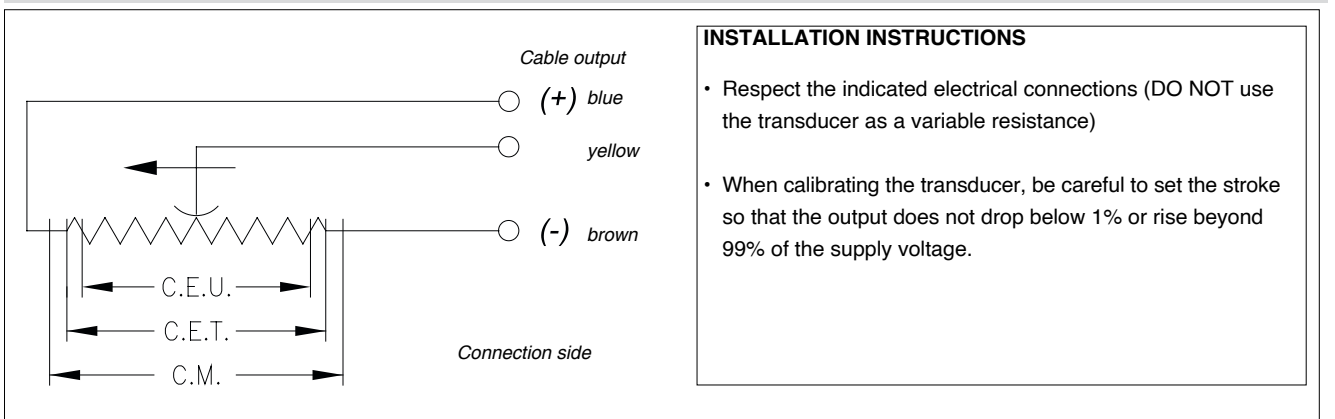 Cable output
(+) blue
yellow
(-) brown
C.E.U.
C.E.T.
C.M.
Connection side
INSTALLATION INSTRUCTIONS
• Respect the indicated electrical connections (DO NOT use
the transducer as a variable resistance)
• When calibrating the transducer, be careful to set the stroke
so that the output does not drop below 1% or rise beyond
99% of the supply voltage.